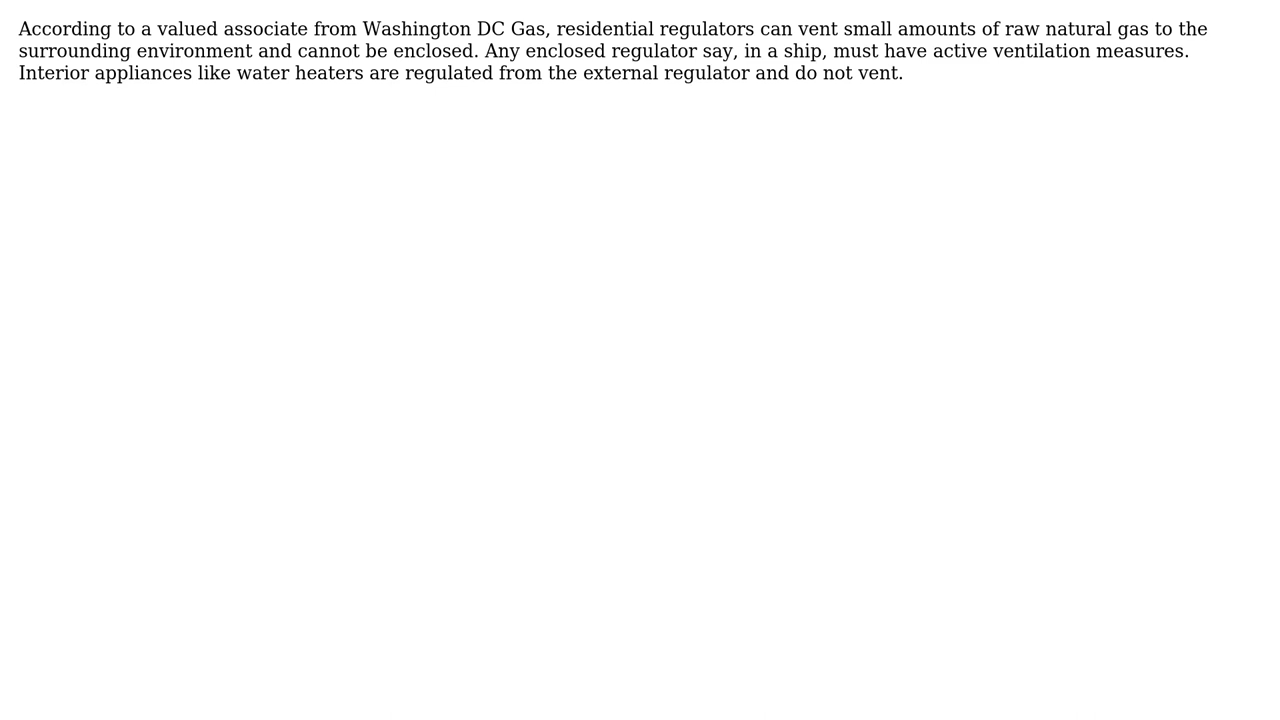 According to a valued associate from Washington DC Gas, residential regulators can vent small amounts of raw natural gas to the
surrounding environment and cannot be enclosed. Any enclosed regulator say, in a ship, must have active ventilation measures.
Interior appliances like water heaters are regulated from the external regulator and do not vent.